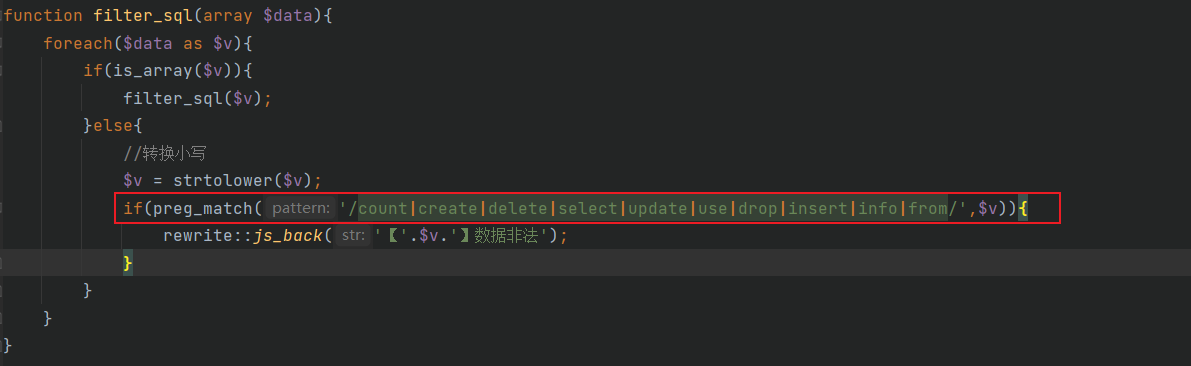 function filter_sql(array $data){
    foreach($data as $v){
        if(is_array($v)){
            filter_sql($v);
        }else{
            //转换小写
            $v = strtolower($v);
            if(preg_match( pattern: '/count|create|delete|select|update|use|drop|insert|info|from/',$v)){
                rewrite::js_back( str: '【'.$v.'】数据非法');
            }
        }
    }
}